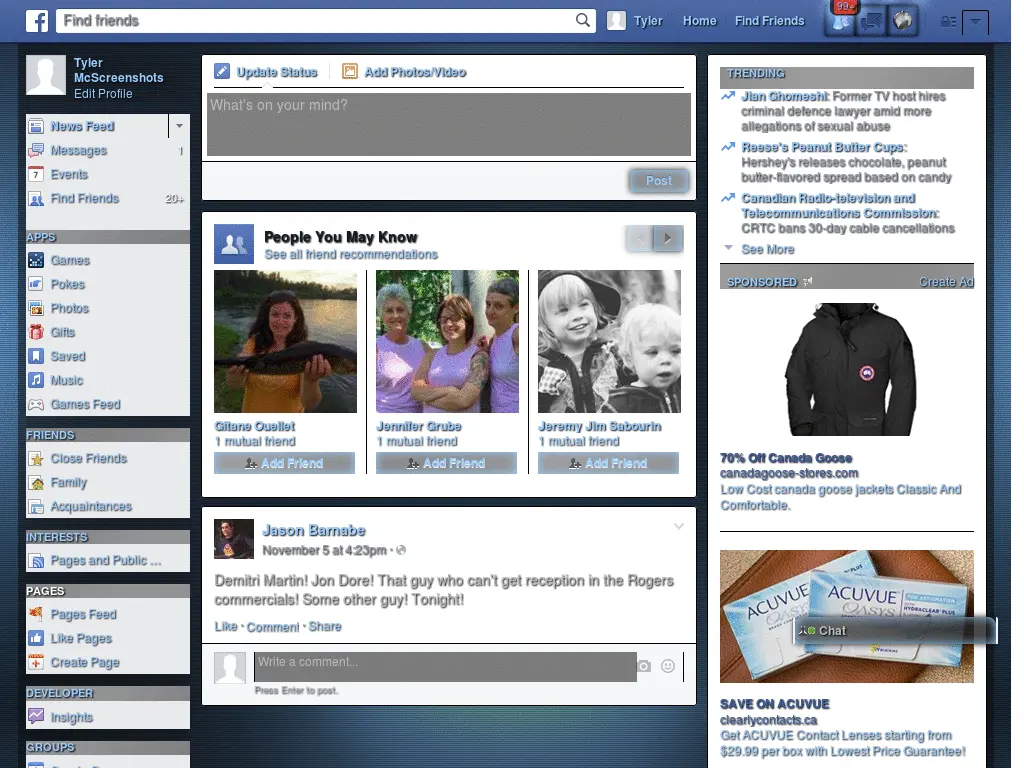 Find friends
Tyler
Home
Find Friends
99+
Tyler
McScreenshots
Edit Profile
News Feed
Messages
1
Events
Find Friends
20+
APPS
Games
Pokes
Photos
Gifts
Saved
Music
Games Feed
FRIENDS
Close Friends
Family
Acquaintances
INTERESTS
Pages and Public ...
PAGES
Pages Feed
Like Pages
Create Page
DEVELOPER
Insights
GROUPS
Update Status
Add Photos/Video
What's on your mind?
Post
People You May Know
See all friend recommendations
Gitane Ouellet
1 mutual friend
Add Friend
Jennifer Grube
1 mutual friend
Add Friend
Jeremy Jim Sabourin
1 mutual friend
Add Friend
Jason Barnabe
November 5 at 4:23pm ·
Demitri Martin! Jon Dore! That guy who can't get reception in the Rogers
commercials! Some other guy! Tonight!
Like · Comment · Share
Write a comment...
Press Enter to post.
TRENDING
Jian Ghomeshi: Former TV host hires
criminal defence lawyer amid more
allegations of sexual abuse
Reese's Peanut Butter Cups:
Hershey's releases chocolate, peanut
butter-flavored spread based on candy
Canadian Radio-television and
Telecommunications Commission:
CRTC bans 30-day cable cancellations
See More
SPONSORED
Create Ad
70% Off Canada Goose
canadagoose-stores.com
Low Cost canada goose jackets Classic And
Comfortable.
ACUVUE
OASYS
ACUVUE
OASYS
HYDRACLEAR PLUS
Chat
SAVE ON ACUVUE
clearlycontacts.ca
Get ACUVUE Contact Lenses starting from
$29.99 per box with Lowest Price Guarantee!